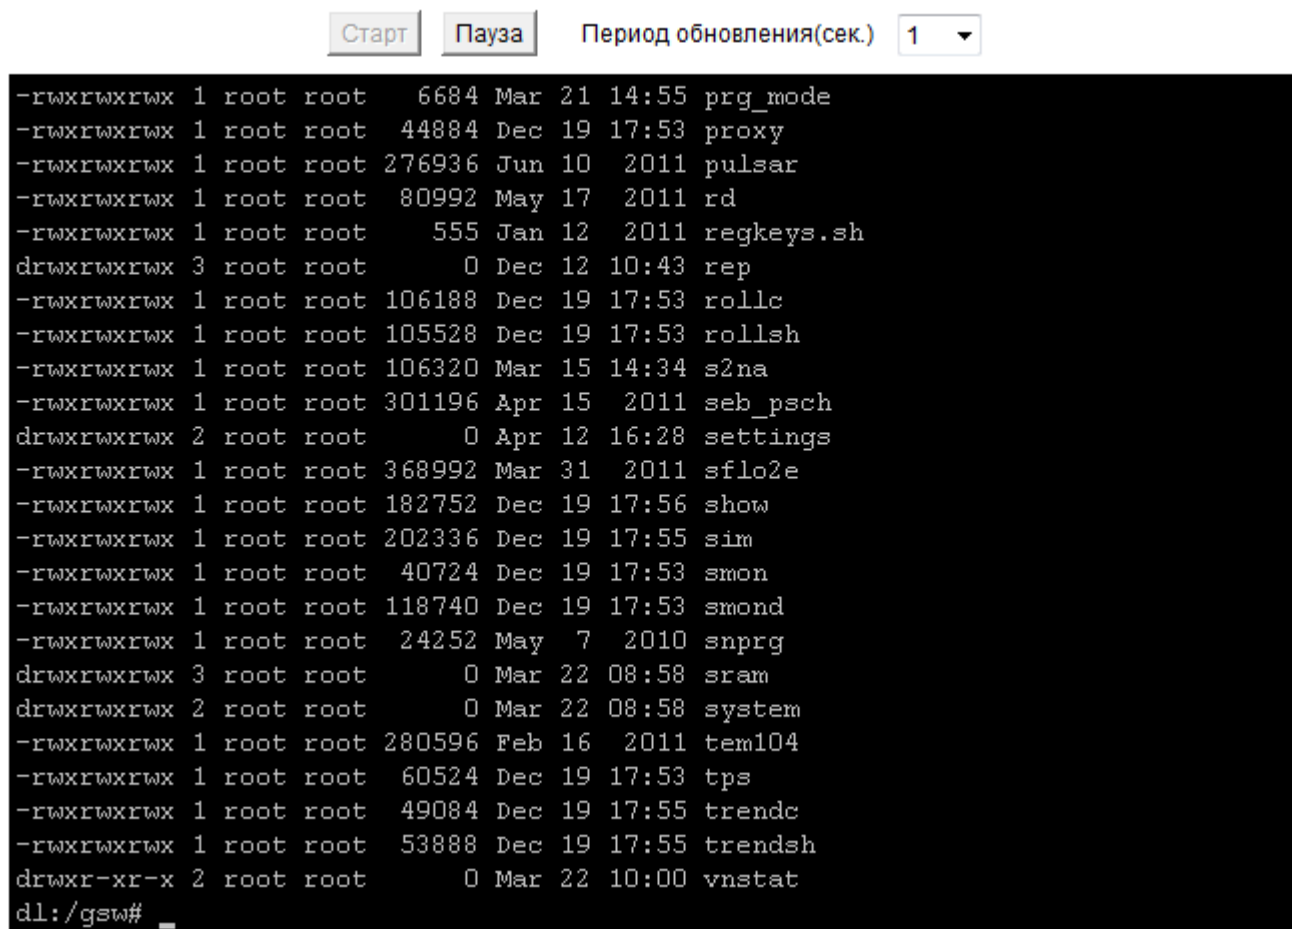 Старт Пауза Период обновления(сек.) 1
-rwxrwxrwx 1 root root   6684 Mar 21 14:55 prg_mode
-rwxrwxrwx 1 root root  44884 Dec 19 17:53 proxy
-rwxrwxrwx 1 root root 276936 Jun 10  2011 pulsar
-rwxrwxrwx 1 root root  80992 May 17  2011 rd
-rwxrwxrwx 1 root root    555 Jan 12  2011 regkeys.sh
drwxrwxrwx 3 root root      0 Dec 12 10:43 rep
-rwxrwxrwx 1 root root 106188 Dec 19 17:53 rollc
-rwxrwxrwx 1 root root 105528 Dec 19 17:53 rollsh
-rwxrwxrwx 1 root root 106320 Mar 15 14:34 s2na
-rwxrwxrwx 1 root root 301196 Apr 15  2011 seb_psch
drwxrwxrwx 2 root root      0 Apr 12 16:28 settings
-rwxrwxrwx 1 root root 368992 Mar 31  2011 sflo2e
-rwxrwxrwx 1 root root 182752 Dec 19 17:56 show
-rwxrwxrwx 1 root root 202336 Dec 19 17:55 sim
-rwxrwxrwx 1 root root  40724 Dec 19 17:53 smon
-rwxrwxrwx 1 root root 118740 Dec 19 17:53 smond
-rwxrwxrwx 1 root root  24252 May  7  2010 snprg
drwxrwxrwx 3 root root      0 Mar 22 08:58 sram
drwxrwxrwx 2 root root      0 Mar 22 08:58 system
-rwxrwxrwx 1 root root 280596 Feb 16  2011 tem104
-rwxrwxrwx 1 root root  60524 Dec 19 17:53 tps
-rwxrwxrwx 1 root root  49084 Dec 19 17:55 trendc
-rwxrwxrwx 1 root root  53888 Dec 19 17:55 trendsh
drwxr-xr-x 2 root root      0 Mar 22 10:00 vnstat
dl:/gsw# _